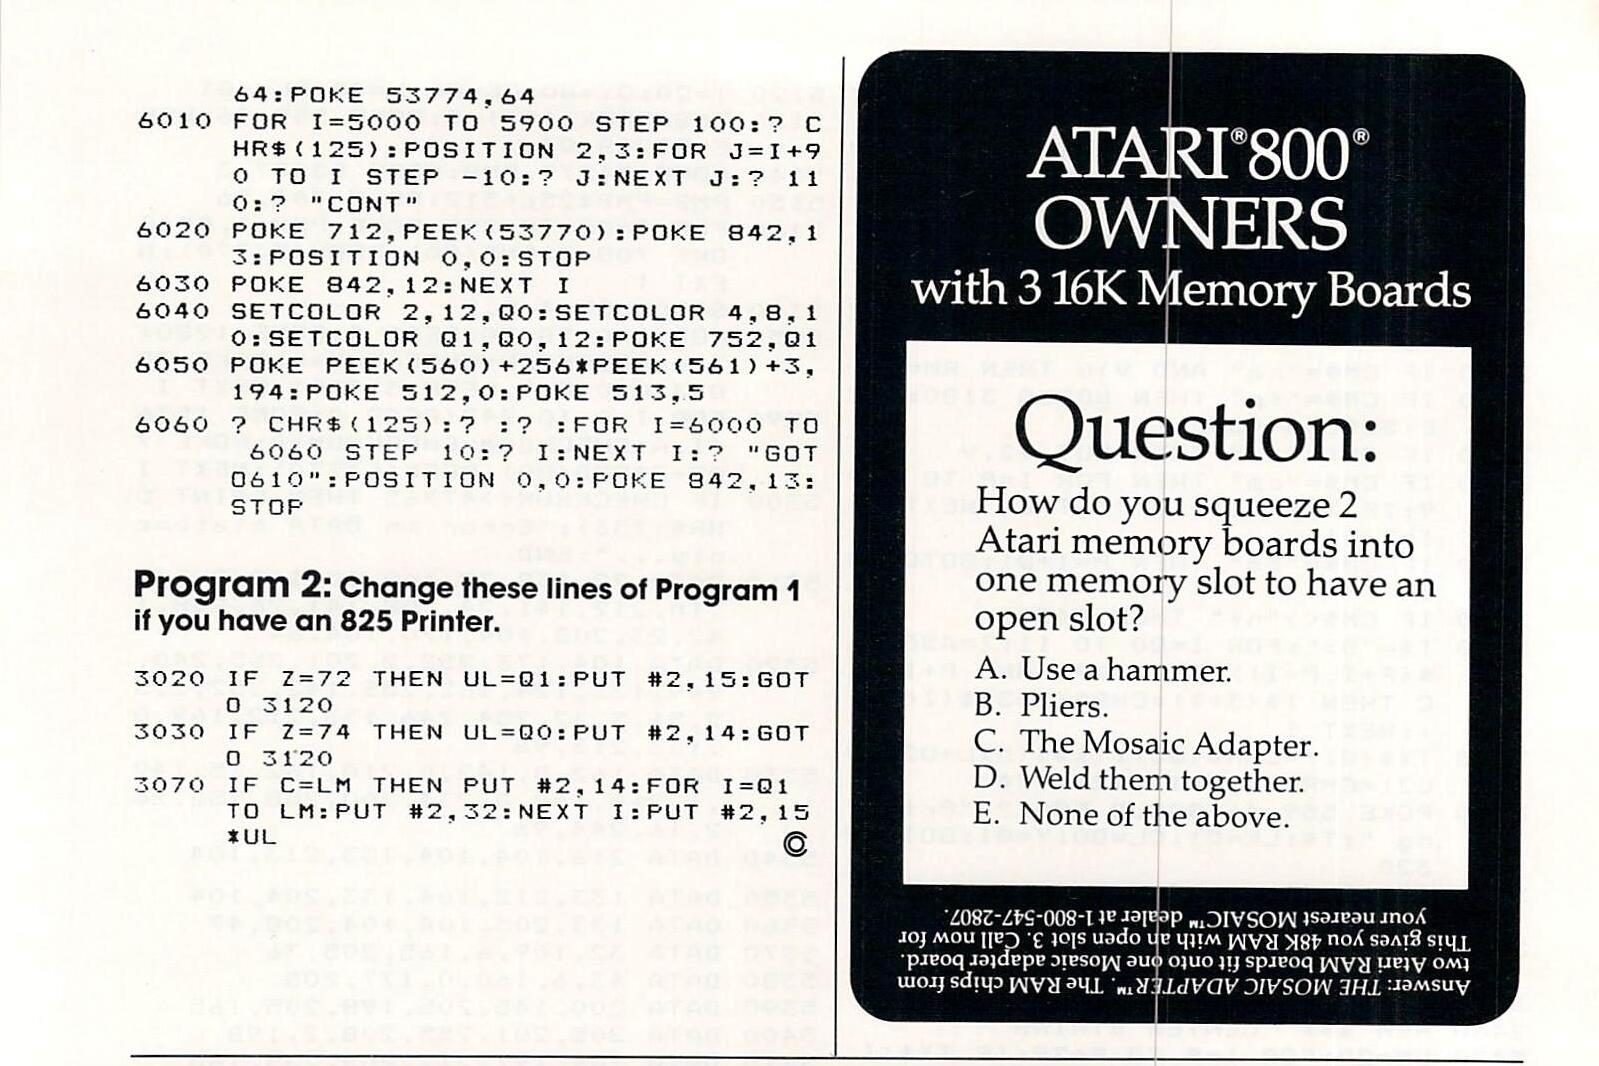 64:POKE 53774,64
6010 FOR I=5000 TO 5900 STEP 100:? C
HR$(125):POSITION 2,3:FOR J=I+9
0 TO I STEP -10:? J:NEXT J:? 11
0:? "CONT"
6020 POKE 712,PEEK(53770):POKE 842,1
3:POSITION 0,0:STOP
6030 POKE 842,12:NEXT I
6040 SETCOLOR 2,12,Q0:SETCOLOR 4,8,1
0:SETCOLOR Q1,Q0,12:POKE 752,Q1
6050 POKE PEEK(560)+256*PEEK(561)+3,
194:POKE 512,0:POKE 513,5
6060 ? CHR$(125):? :? :FOR I=6000 TO
6060 STEP 10:? I:NEXT I:? "GOT
O610":POSITION 0,0:POKE 842,13:
STOP
Program 2: Change these lines of Program 1
if you have an 825 Printer.
3020 IF Z=72 THEN UL=Q1:PUT #2,15:GOT
O 3120
3030 IF Z=74 THEN UL=Q0:PUT #2,14:GOT
O 3120
3070 IF C=LM THEN PUT #2,14:FOR I=Q1
TO LM:PUT #2,32:NEXT I:PUT #2,15
*UL ©
ATARI®800®
OWNERS
with 3 16K Memory Boards
Question:
How do you squeeze 2
Atari memory boards into
one memory slot to have an
open slot?
A. Use a hammer.
B. Pliers.
C. The Mosaic Adapter.
D. Weld them together.
E. None of the above.
Answer: THE MOSAIC ADAPTER™. The RAM chips from
two Atari RAM boards fit onto one Mosaic adapter board.
This gives you 48K RAM with an open slot 3. Call now for
your nearest MOSAIC™ dealer at 1-800-547-2807.